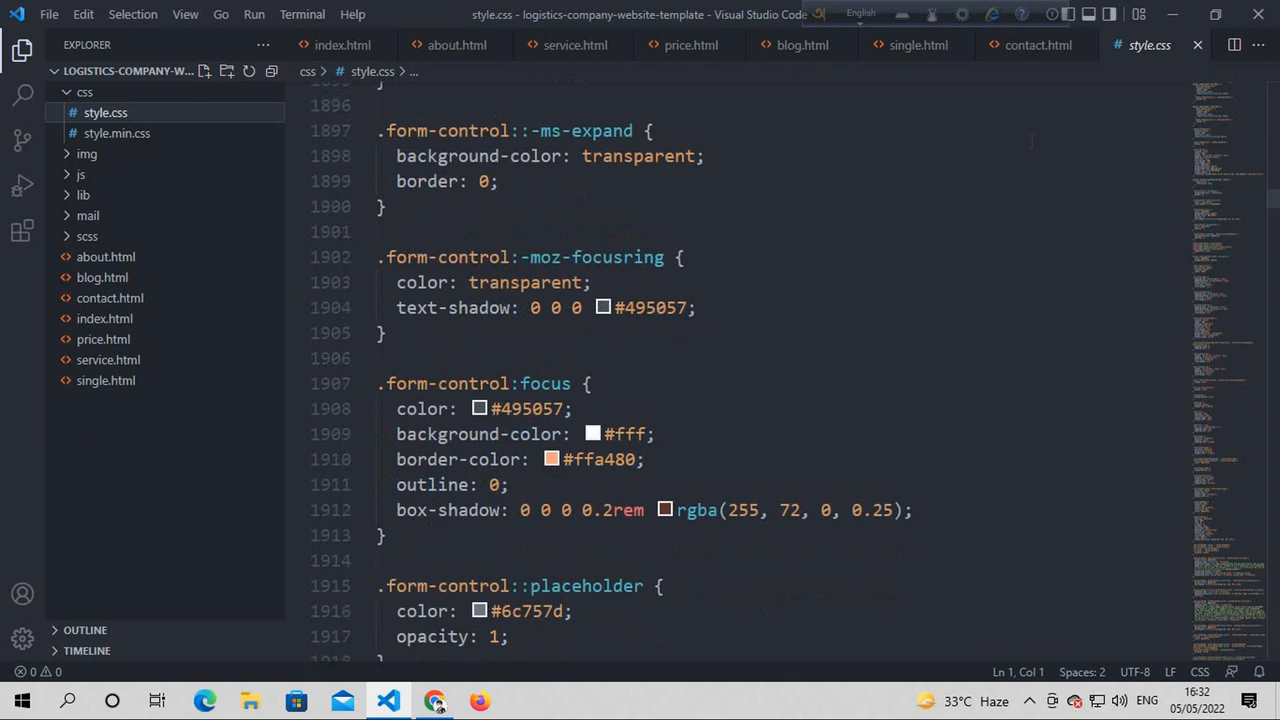 File Edit Selection View Go Run Terminal Help
style.css - logistics-company-website-template - Visual Studio Code
English
EXPLORER
index.html about.html service.html price.html blog.html single.html contact.html style.css
LOGISTICS-COMPANY-W...
css > style.css > ...
css
style.css
style.min.css
img
js
lib
mail
scss
about.html
blog.html
contact.html
index.html
price.html
service.html
single.html
OUTLINE
TIMELINE
1895 }
1896
1897 .form-control::-ms-expand {
1898 background-color: transparent;
1899 border: 0;
1900 }
1901
1902 .form-control:-moz-focusring {
1903 color: transparent;
1904 text-shadow: 0 0 0 #495057;
1905 }
1906
1907 .form-control:focus {
1908 color: #495057;
1909 background-color: #fff;
1910 border-color: #ffa480;
1911 outline: 0;
1912 box-shadow: 0 0 0 0.2rem rgba(255, 72, 0, 0.25);
1913 }
1914
1915 .form-control::placeholder {
1916 color: #6c757d;
1917 opacity: 1;
1918 }
0 0 Ln 1, Col 1 Spaces: 2 UTF-8 LF CSS
33°C Haze ENG 16:32
05/05/2022